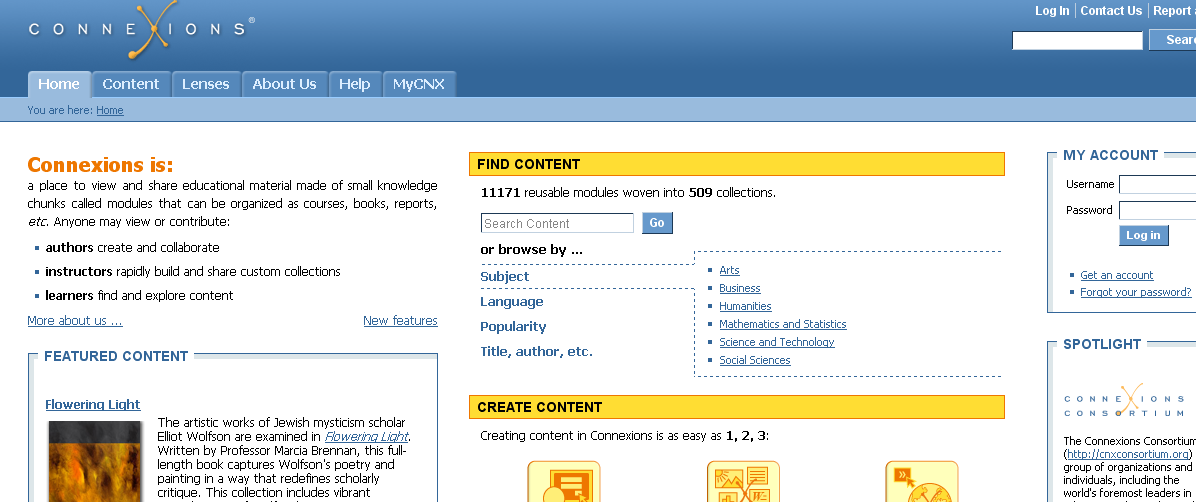 CONNEXIONS®
Log In | Contact Us | Report
Sear
Home Content Lenses About Us Help MyCNX
You are here: Home
Connexions is:
a place to view and share educational material made of small knowledge
chunks called modules that can be organized as courses, books, reports,
etc. Anyone may view or contribute:
authors create and collaborate
instructors rapidly build and share custom collections
learners find and explore content
More about us ... New features
FEATURED CONTENT
Flowering Light
The artistic works of Jewish mysticism scholar
Elliot Wolfson are examined in Flowering Light.
Written by Professor Marcia Brennan, this full-
length book captures Wolfson's poetry and
painting in a way that redefines scholarly
critique. This collection includes vibrant
FIND CONTENT
11171 reusable modules woven into 509 collections.
Search Content Go
or browse by ...
Subject
Language
Popularity
Title, author, etc.
Arts
Business
Humanities
Mathematics and Statistics
Science and Technology
Social Sciences
CREATE CONTENT
Creating content in Connexions is as easy as 1, 2, 3:
MY ACCOUNT
Username
Password
Log in
Get an account
Forgot your password?
SPOTLIGHT
CONNEXIONS
CONSORTIUM
The Connexions Consortium
(http://cnxconsortium.org)
group of organizations and
individuals, including the
world's foremost leaders in